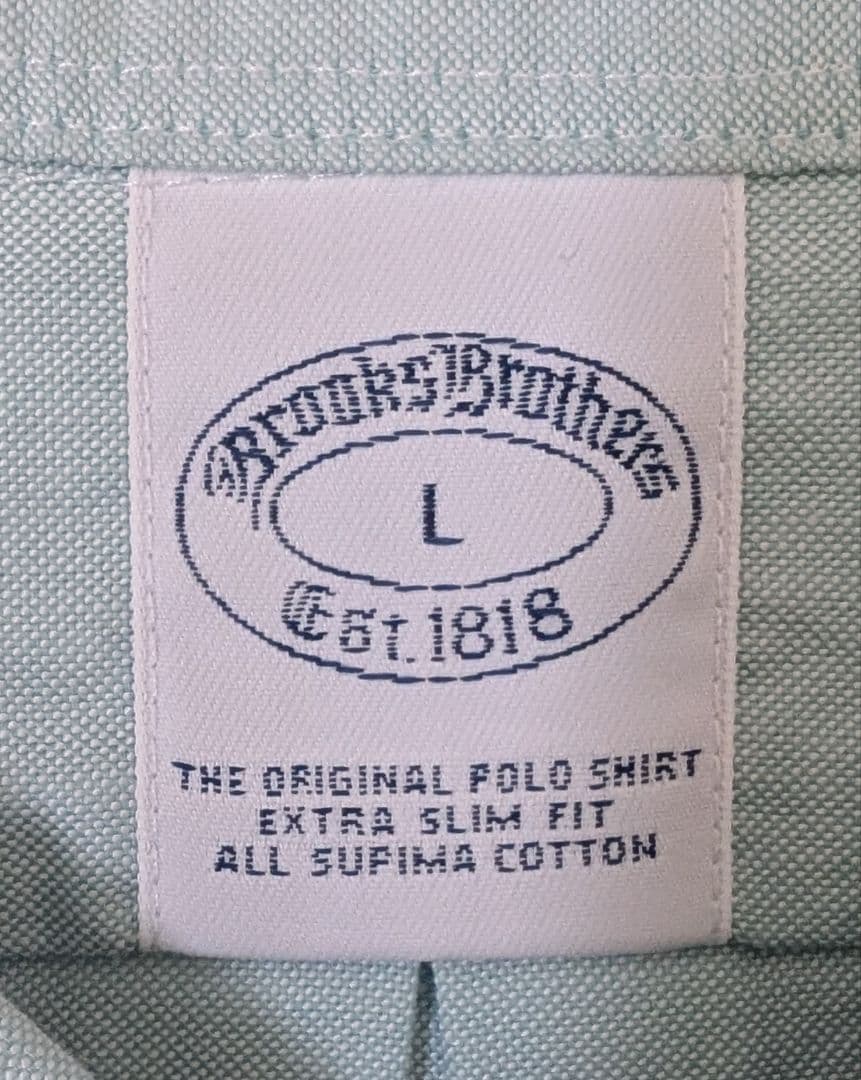 Brooks Brothers
L
Est. 1818
THE ORIGINAL POLO SHIRT
EXTRA SLIM FIT
ALL SUPIMA COTTON